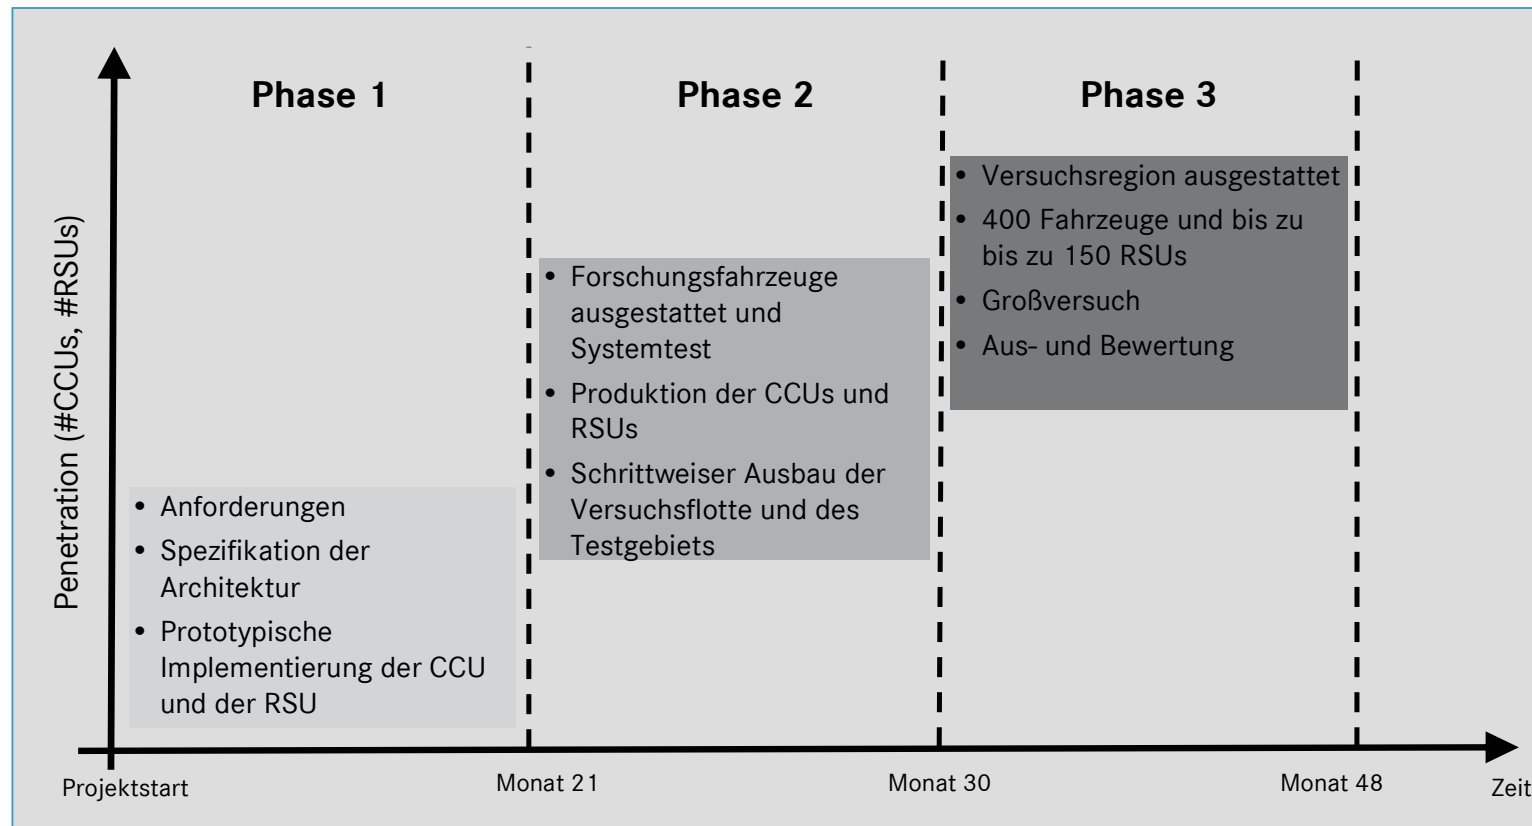 Phase 1
Phase 2
Phase 3
Penetration (#CCUs, #RSUs)
• Anforderungen
• Spezifikation der
Architektur
• Prototypische
Implementierung der CCU
und der RSU
• Forschungsfahrzeuge
ausgestattet und
Systemtest
• Produktion der CCUs und
RSUs
• Schrittweiser Ausbau der
Versuchsflotte und des
Testgebiets
• Versuchsregion ausgestattet
• 400 Fahrzeuge und bis zu
bis zu 150 RSUs
• Großversuch
• Aus- und Bewertung
Projektstart
Monat 21
Monat 30
Monat 48
Zeit